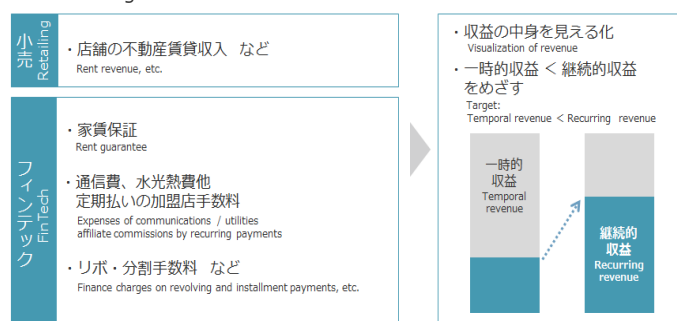 小売
Retailing
・店舗の不動産賃貸収入 など
Rent revenue, etc.
フィンテック
FinTech
・家賃保証
Rent guarantee
・通信費、水光熱費他
定期払いの加盟店手数料
Expenses of communications / utilities
affiliate commissions by recurring payments
・リボ・分割手数料 など
Finance charges on revolving and installment payments, etc.
・収益の中身を見える化
Visualization of revenue
・一時的収益 < 継続的収益
をめざす
Target:
Temporal revenue < Recurring revenue
一時的
収益
Temporal
revenue
継続的
収益
Recurring
revenue